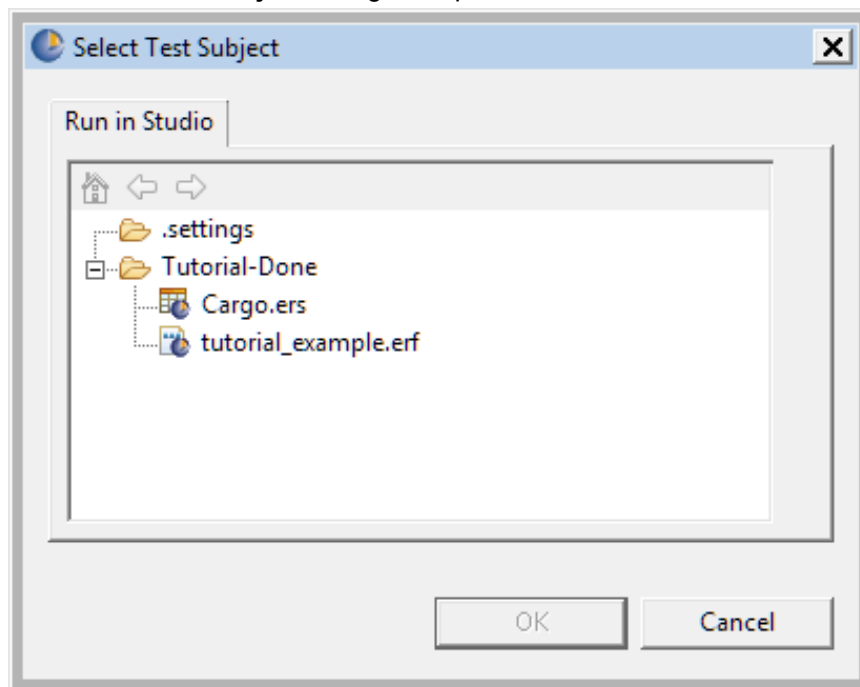 Select Test Subject
Run in Studio
.settings
Tutorial-Done
Cargo.ers
tutorial_example.erf
OK
Cancel